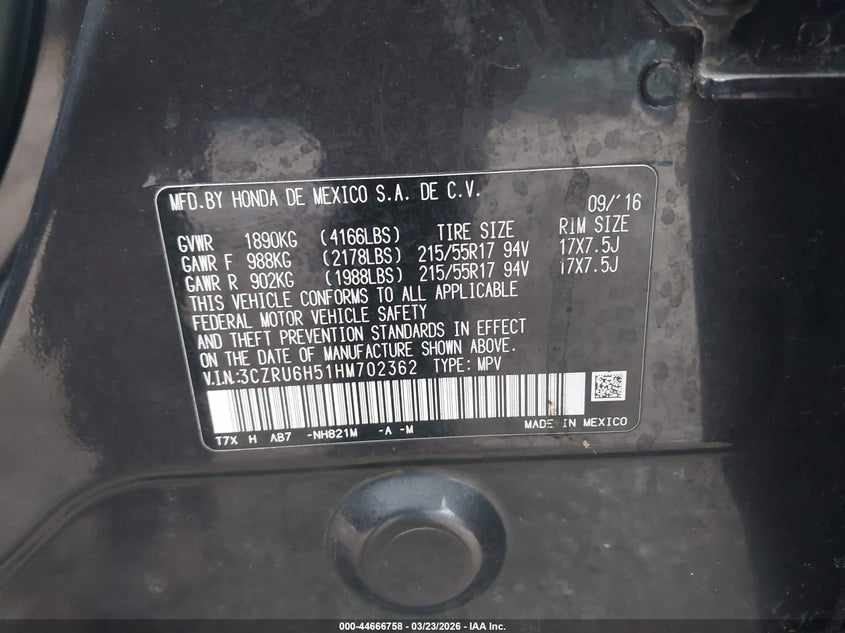 MFD.BY HONDA DE MEXICO S.A. DE C.V. 09/'16
GVWR 1890KG (4166LBS) TIRE SIZE RIM SIZE
GAWR F 988KG (2178LBS) 215/55R17 94V 17X7.5J
GAWR R 902KG (1988LBS) 215/55R17 94V 17X7.5J
THIS VEHICLE CONFORMS TO ALL APPLICABLE
FEDERAL MOTOR VEHICLE SAFETY
AND THEFT PREVENTION STANDARDS IN EFFECT
ON THE DATE OF MANUFACTURE SHOWN ABOVE.
V.I.N.:3CZRU6H51HM702362 TYPE: MPV
T7X H AB7 -NH821M -A -M MADE IN MEXICO
000-44666758 - 03/23/2026 - IAA Inc.